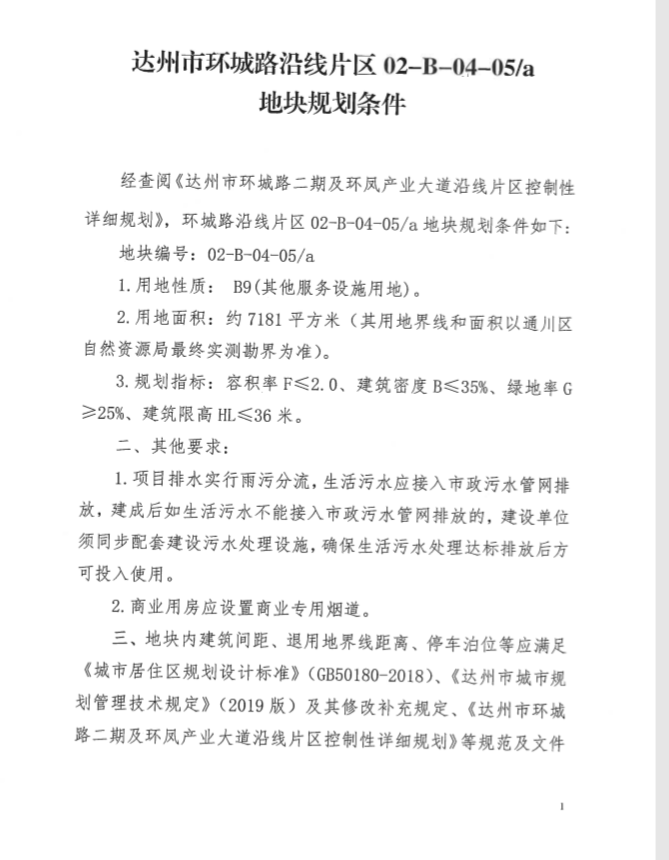 达州市环城路沿线片区 02-B-04-05/a
地块规划条件
经查阅《达州市环城路二期及环凤产业大道沿线片区控制性
详细规划》，环城路沿线片区 02-B-04-05/a 地块规划条件如下：
地块编号：02-B-04-05/a
1.用地性质： B9(其他服务设施用地)。
2.用地面积：约 7181 平方米（其用地界线和面积以通川区
自然资源局最终实测勘界为准）。
3.规划指标：容积率 F≤2.0、建筑密度 B≤35%、绿地率 G
≥25%、建筑限高 HL≤36 米。
二、其他要求：
1.项目排水实行雨污分流，生活污水应接入市政污水管网排
放，建成后如生活污水不能接入市政污水管网排放的，建设单位
须同步配套建设污水处理设施，确保生活污水处理达标排放后方
可投入使用。
2.商业用房应设置商业专用烟道。
三、地块内建筑间距、退用地界线距离、停车泊位等应满足
《城市居住区规划设计标准》（GB50180-2018）、《达州市城市规
划管理技术规定》（2019 版）及其修改补充规定、《达州市环城
路二期及环凤产业大道沿线片区控制性详细规划》等规范及文件
1